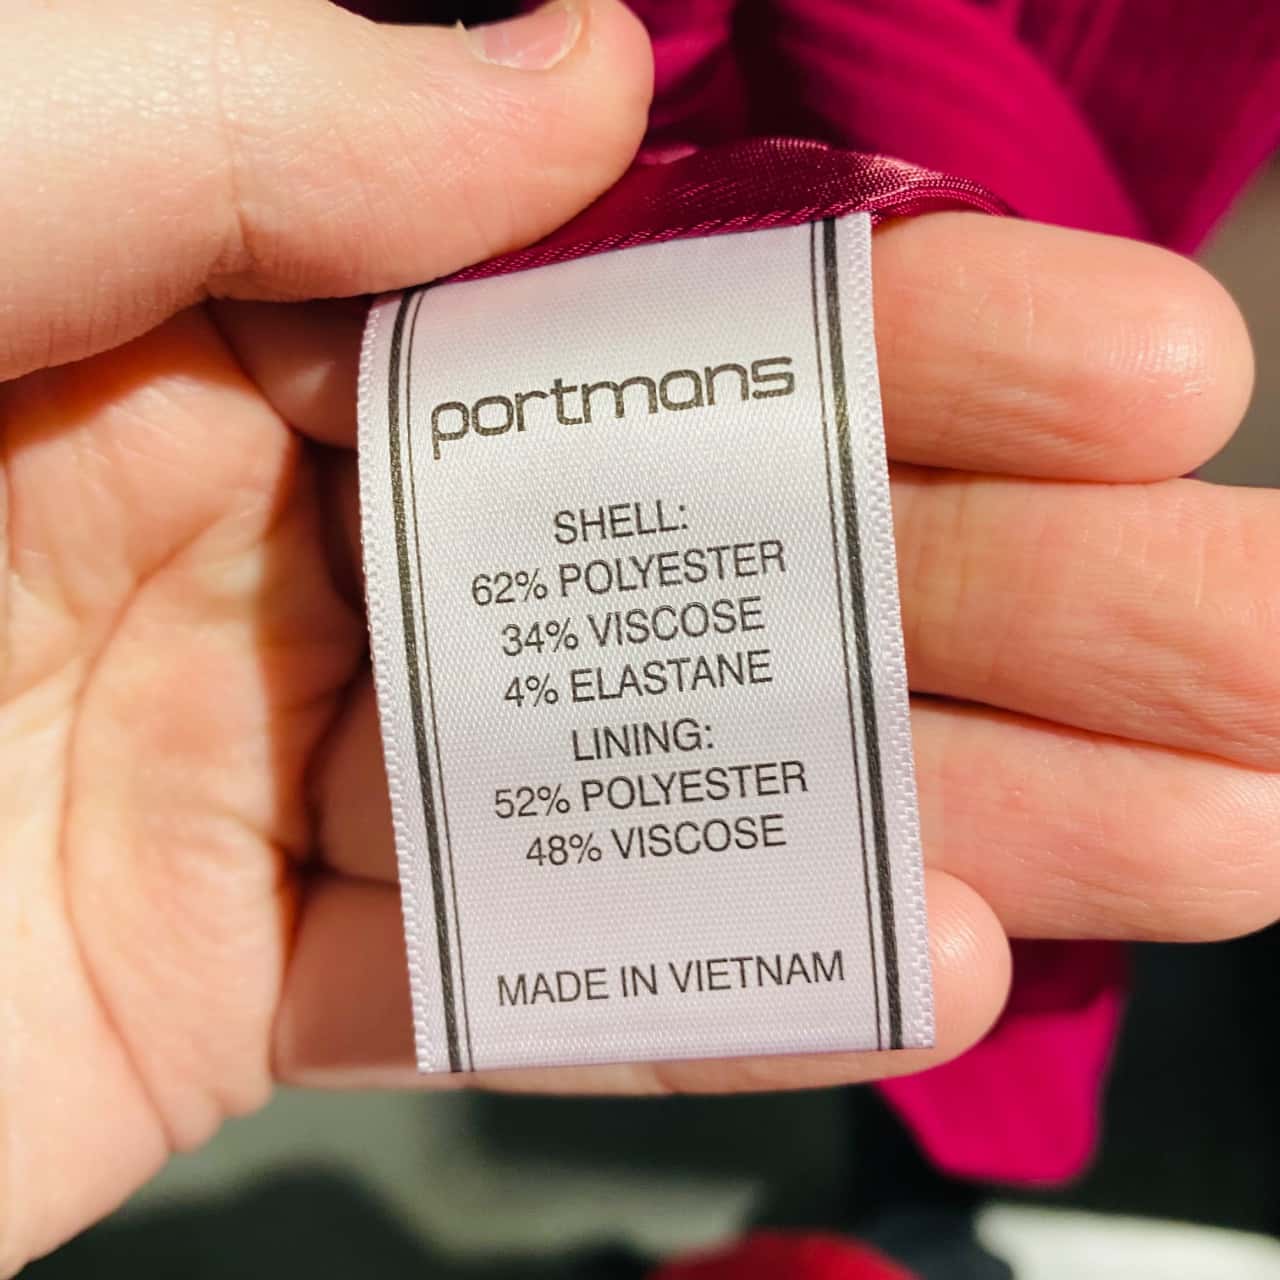 portmans
SHELL:
62% POLYESTER
34% VISCOSE
4% ELASTANE
LINING:
52% POLYESTER
48% VISCOSE
MADE IN VIETNAM